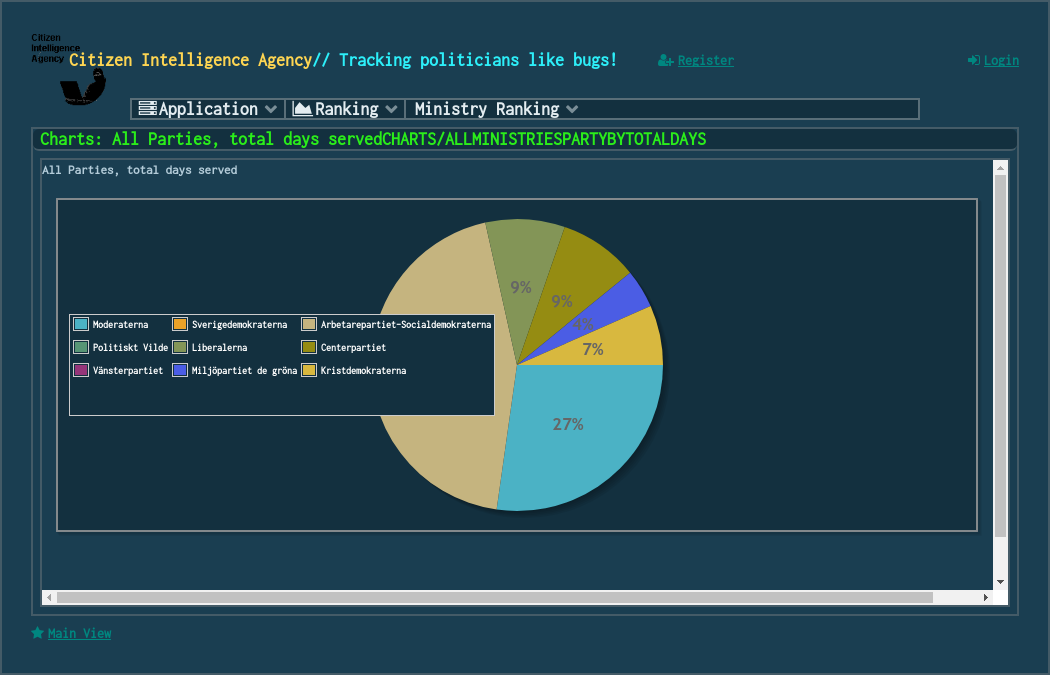 Citizen
Intelligence
Agency
Citizen Intelligence Agency// Tracking politicians like bugs!
Register
Login
Application
Ranking
Ministry Ranking
Charts: All Parties, total days servedCHARTS/ALLMINISTRIESPARTYBYTOTALDAYS
All Parties, total days served
9%
9%
7%
27%
Moderaterna Sverigedemokraterna Arbetarepartiet-Socialdemokraterna
Politiskt Vilde Liberalerna Centerpartiet
Vänsterpartiet Miljöpartiet de gröna Kristdemokraterna
Main View